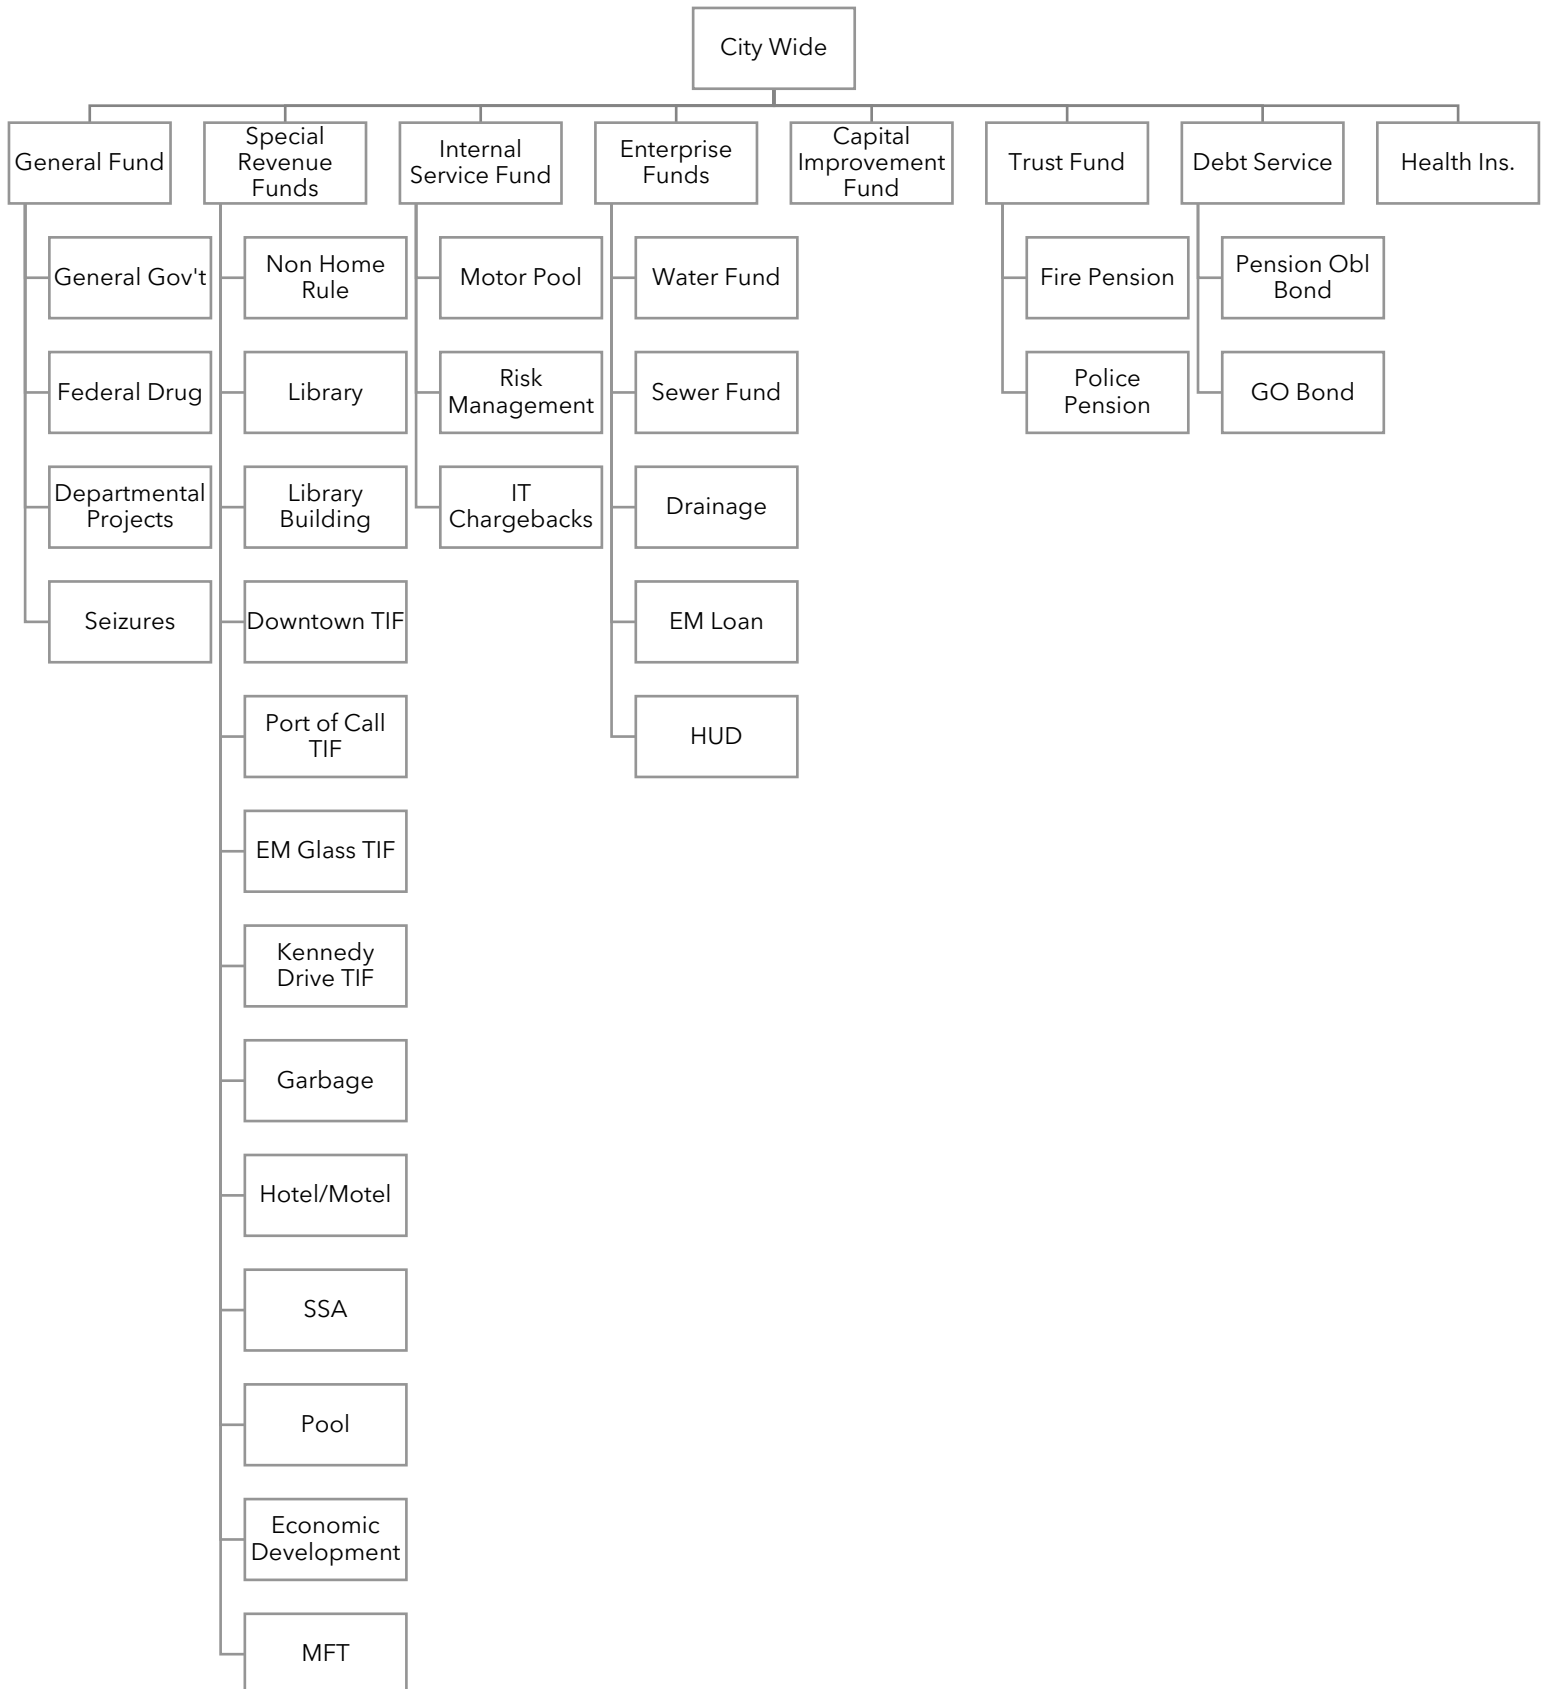 City Wide
General Fund
Special
Revenue
Funds
Internal
Service Fund
Enterprise
Funds
Capital
Improvement
Fund
Trust Fund
Debt Service
Health Ins.
General Gov't
Federal Drug
Departmental
Projects
Seizures
Non Home
Rule
Library
Library
Building
Downtown TIF
Port of Call
TIF
EM Glass TIF
Kennedy
Drive TIF
Garbage
Hotel/Motel
SSA
Pool
Economic
Development
MFT
Motor Pool
Risk
Management
IT
Chargebacks
Water Fund
Sewer Fund
Drainage
EM Loan
HUD
Fire Pension
Police
Pension
Pension Obl
Bond
GO Bond